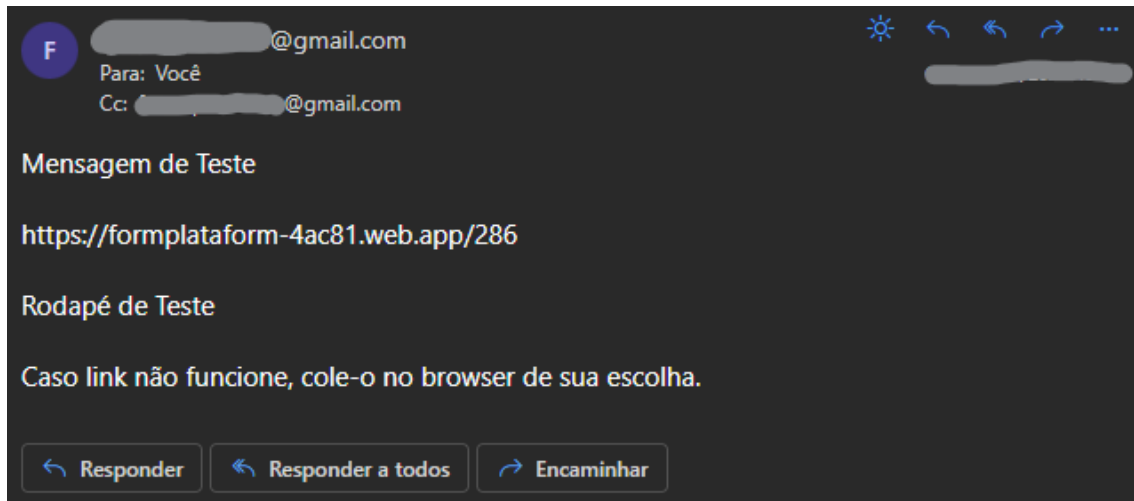 F
@gmail.com
Para: Você
Cc: @gmail.com
Mensagem de Teste
https://formplataform-4ac81.web.app/286
Rodapé de Teste
Caso link não funcione, cole-o no browser de sua escolha.
Responder
Responder a todos
Encaminhar